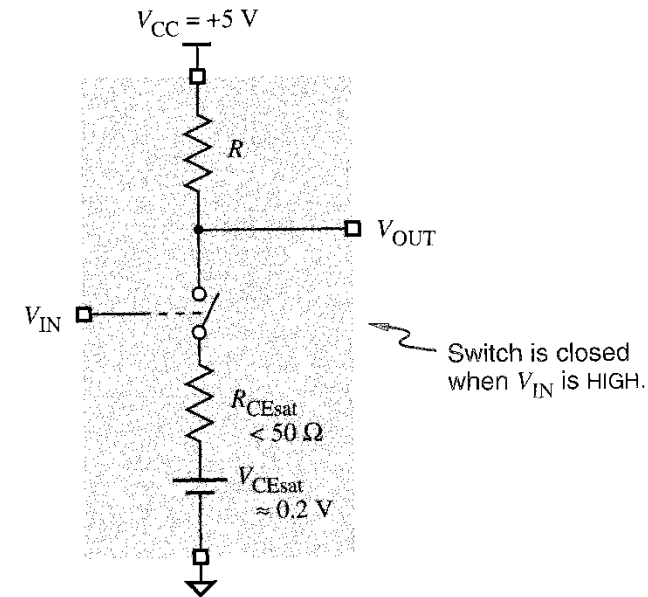 V_CC = +5 V
R
V_OUT
V_IN
Switch is closed
when V_IN is HIGH.
R_CEsat
< 50 Ω
V_CEsat
≈ 0.2 V